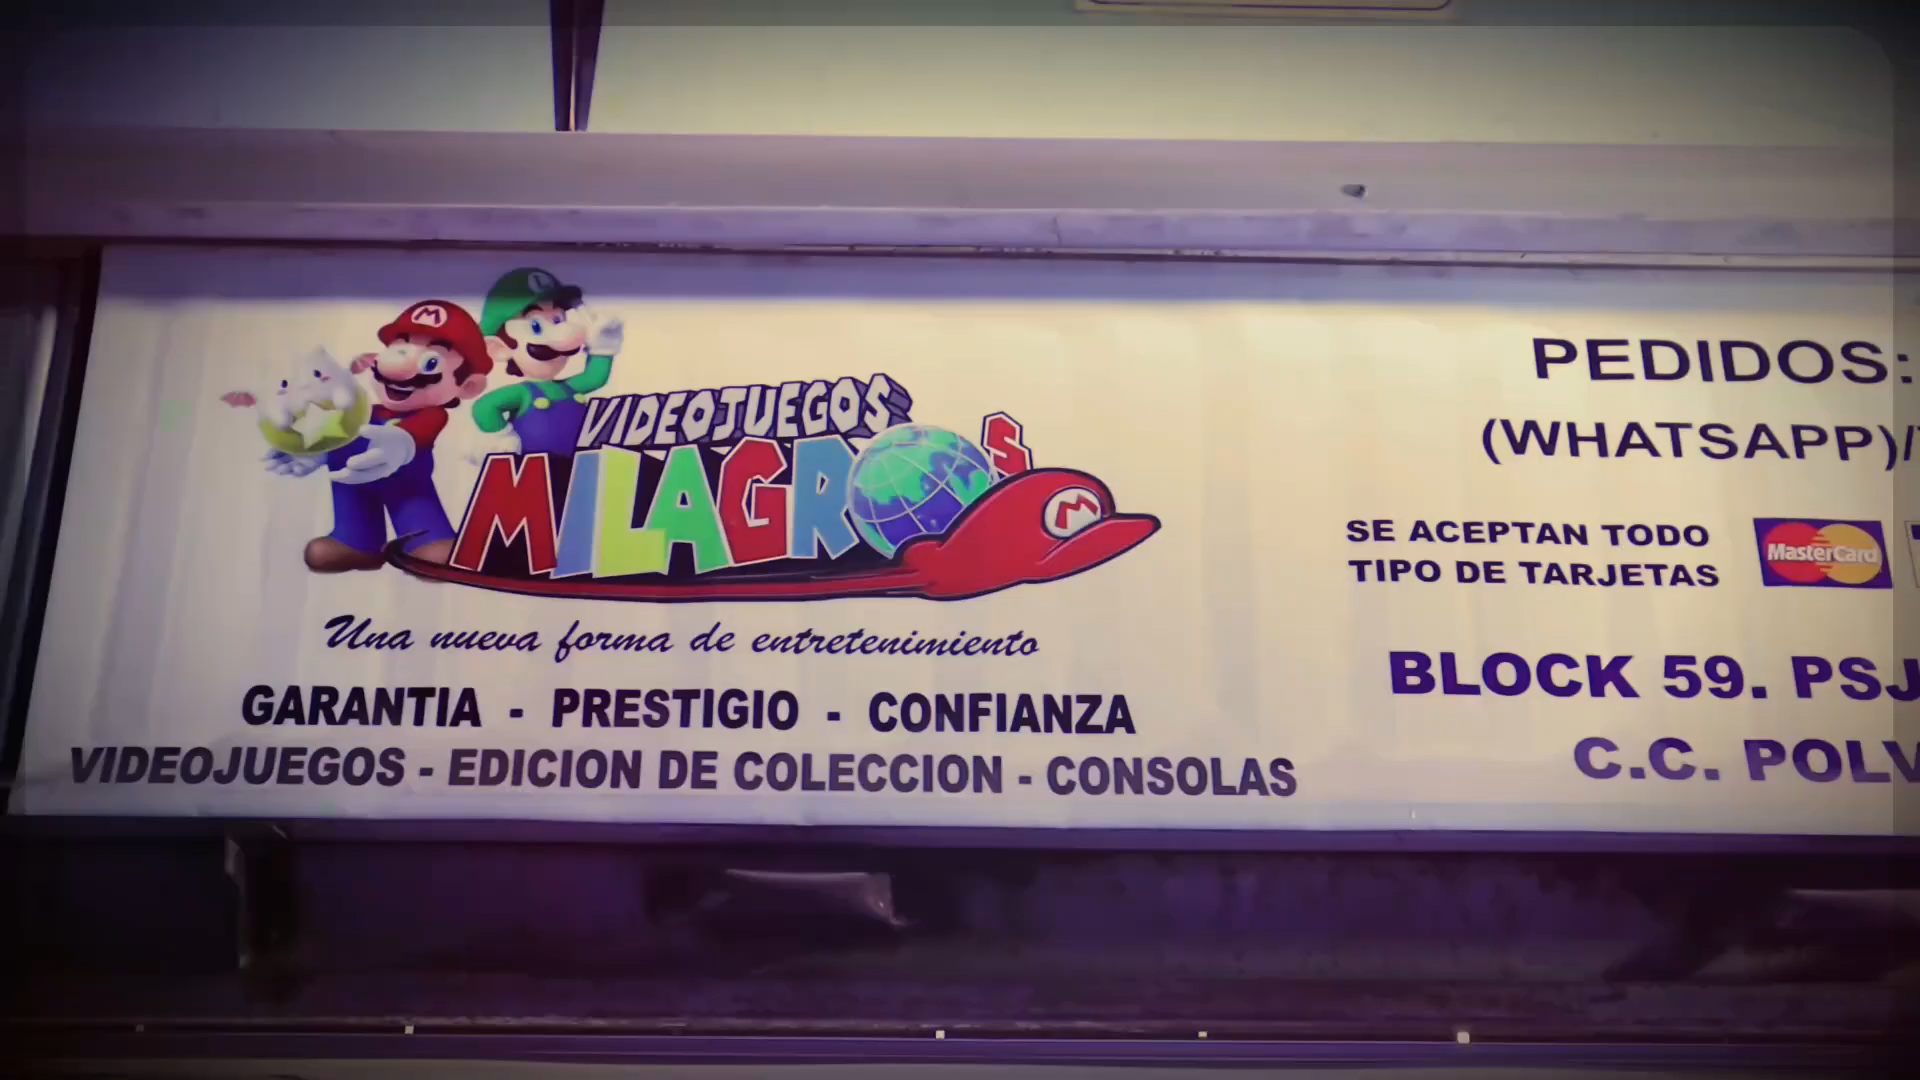 VIDEOJUEGOS
MILAGROS
Una nueva forma de entretenimiento
GARANTIA - PRESTIGIO - CONFIANZA
VIDEOJUEGOS - EDICION DE COLECCION - CONSOLAS
PEDIDOS:
(WHATSAPP)/
SE ACEPTAN TODO
TIPO DE TARJETAS
MasterCard
BLOCK 59. PSJ
C.C. POLV